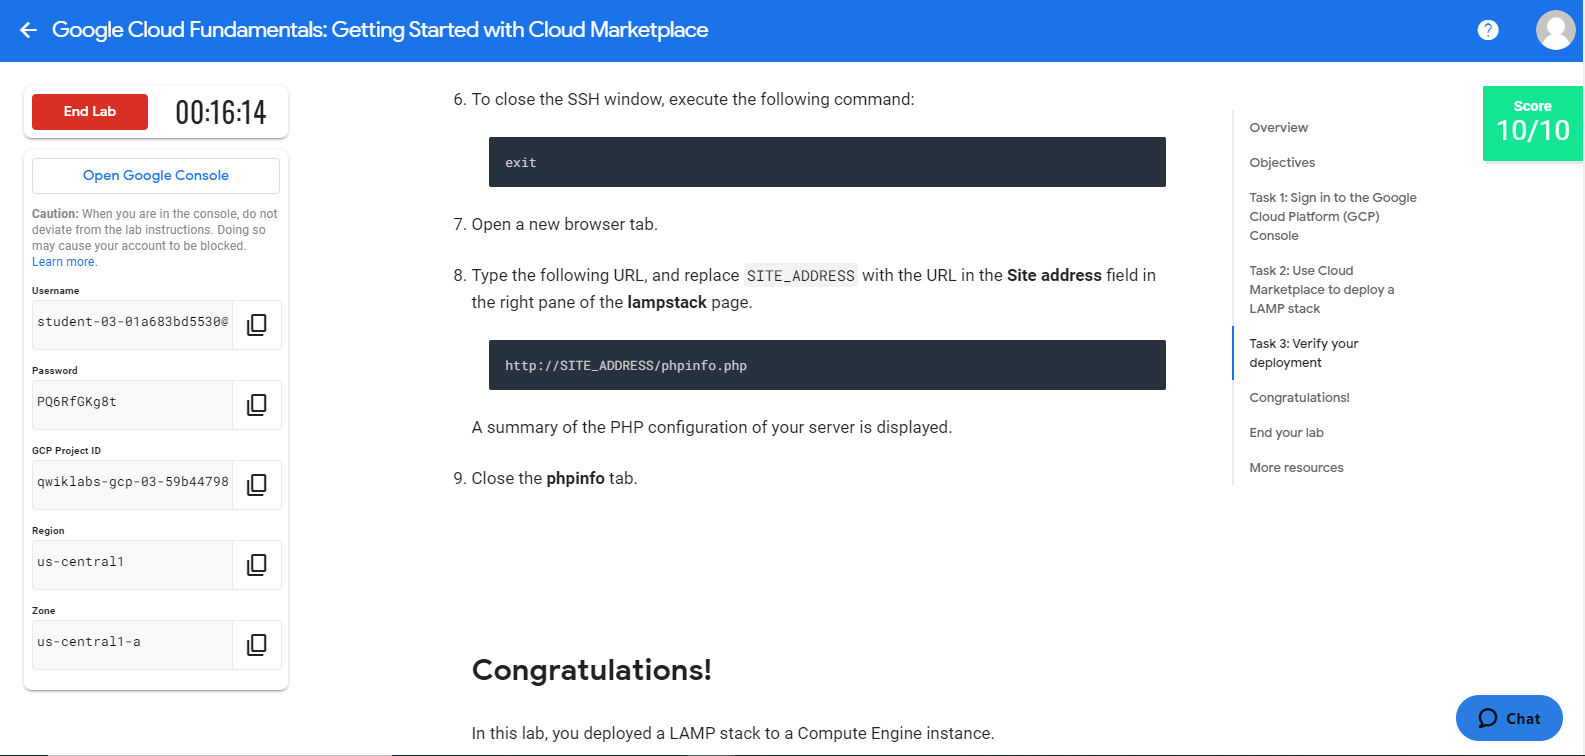 Google Cloud Fundamentals: Getting Started with Cloud Marketplace
?
End Lab
00:16:14
Open Google Console
Caution: When you are in the console, do not
deviate from the lab instructions. Doing so
may cause your account to be blocked.
Learn more.
Username
student-03-01a683bd5530@
Password
PQ6RfGKg8t
GCP Project ID
qwiklabs-gcp-03-59b44798
Region
us-central1
Zone
us-central1-a
6. To close the SSH window, execute the following command:
exit
7. Open a new browser tab.
8. Type the following URL, and replace SITE_ADDRESS with the URL in the Site address field in
the right pane of the lampstack page.
http://SITE_ADDRESS/phpinfo.php
A summary of the PHP configuration of your server is displayed.
9. Close the phpinfo tab.
Congratulations!
In this lab, you deployed a LAMP stack to a Compute Engine instance.
Overview
Objectives
Task 1: Sign in to the Google
Cloud Platform (GCP)
Console
Task 2: Use Cloud
Marketplace to deploy a
LAMP stack
Task 3: Verify your
deployment
Congratulations!
End your lab
More resources
Score
10/10
Chat